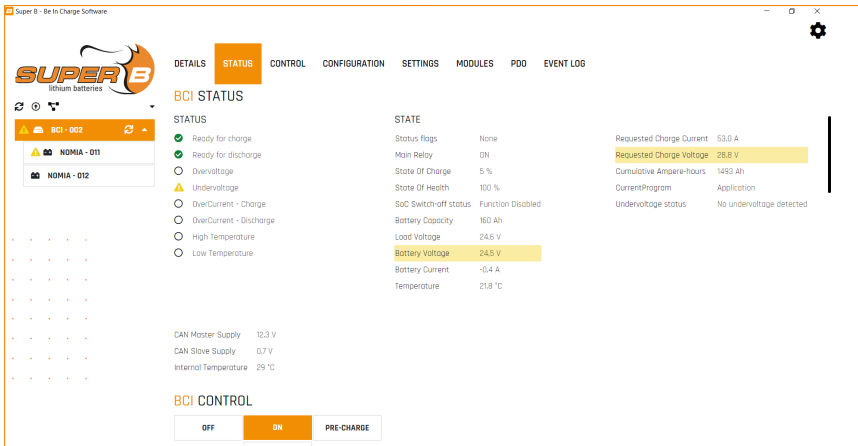 Super B - Be In Charge Software
SUPER B
lithium batteries
DETAILS STATUS CONTROL CONFIGURATION SETTINGS MODULES PDO EVENT LOG
BCI - 002
NOMIA - 011
NOMIA - 012
BCI STATUS
STATUS
Ready for charge
Ready for discharge
Overvoltage
Undervoltage
OverCurrent - Charge
OverCurrent - Discharge
High Temperature
Low Temperature
STATE
Status flags None
Main Relay ON
State Of Charge 5 %
State Of Health 100 %
SoC Switch-off status Function Disabled
Battery Capacity 160 Ah
Load Voltage 24,6 V
Battery Voltage 24,5 V
Battery Current -0,4 A
Temperature 21,8 °C
Requested Charge Current 53,0 A
Requested Charge Voltage 28,8 V
Cumulative Ampere-hours 1493 Ah
CurrentProgram Application
Undervoltage status No undervoltage detected
CAN Master Supply 12,3 V
CAN Slave Supply 0,7 V
Internal Temperature 29 °C
BCI CONTROL
OFF ON PRE-CHARGE